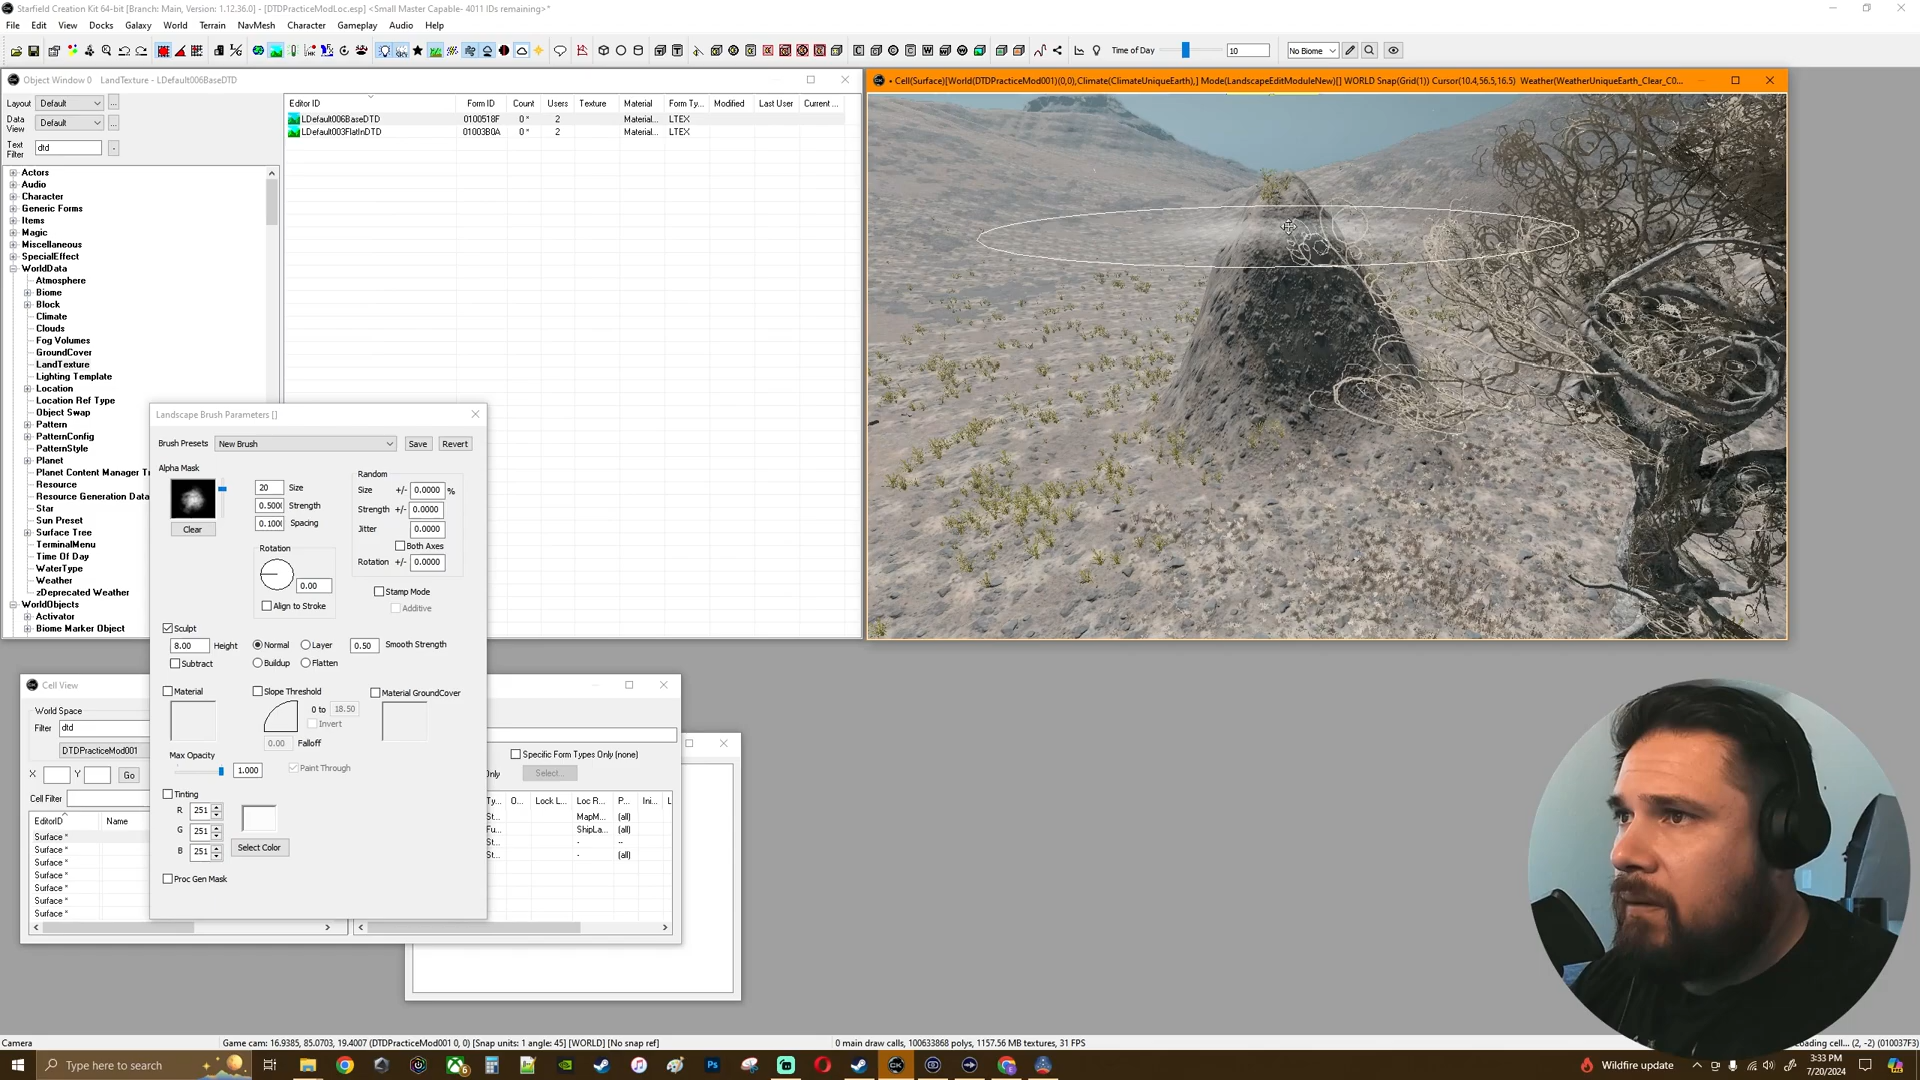 Starfield Creation Kit 64-bit [Branch: Main, Version: 1.12.36.0] - [DTDPracticeModLoc.esp] <Small Master Capable- 4011 IDs remaining>*
File Edit View Docks Galaxy World Terrain NavMesh Character Gameplay Audio Help
Time of Day 10 No Biome
Object Window 0 LandTexture - LDefault006BaseDTD
Layout Default ...
Data View Default ...
Text Filter dtd
Actors
Audio
Character
Generic Forms
Items
Magic
Miscellaneous
SpecialEffect
WorldData
Atmosphere
Biome
Block
Climate
Clouds
Fog Volumes
GroundCover
LandTexture
Lighting Template
Location
Location Ref Type
Object Swap
Pattern
PatternConfig
PatternStyle
Planet
Planet Content Manager Tr
Resource
Resource Generation Data
Star
Sun Preset
Surface Tree
TerminalMenu
Time Of Day
WaterType
Weather
zDeprecated Weather
WorldObjects
Activator
Biome Marker Object
Editor ID Form ID Count Users Texture Material Form Ty... Modified Last User Current ...
LDefault006BaseDTD 0100518F 0 * 2 Material... LTEX
LDefault003FlatInDTD 01003B0A 0 * 2 Material... LTEX
Cell(Surface)[World(DTDPracticeMod001)(0,0),Climate(ClimateUniqueEarth),] Mode(LandscapeEditModuleNew)[] WORLD Snap(Grid(1)) Cursor(10.4,56.5,16.5) Weather(WeatherUniqueEarth_Clear_C0...
Landscape Brush Parameters []
Brush Presets New Brush Save Revert
Alpha Mask
Clear
20 Size
0.500 Strength
0.100 Spacing
Rotation
0.00
Align to Stroke
Random
Size +/- 0.0000 %
Strength +/- 0.0000
Jitter 0.0000
Both Axes
Rotation +/- 0.0000
Stamp Mode
Additive
Sculpt
8.00 Height
Subtract
Normal Layer
Buildup Flatten
0.50 Smooth Strength
Material
Slope Threshold
0 to 18.50
Invert
0.00 Falloff
Material GroundCover
Max Opacity
1.000
Paint Through
Tinting
R 251
G 251
B 251
Select Color
Proc Gen Mask
Cell View
World Space
Filter dtd
DTDPracticeMod001
X Y Go
Cell Filter
EditorID Name
Surface *
Surface *
Surface *
Surface *
Surface *
Surface *
Surface *
Specific Form Types Only (none)
Only Select...
Ty... O... Lock L... Loc R... P... Ini... L
St... MapM... (all)
Fu... ShipLa... (all)
St... - --
St... - (all)
Camera Game cam: 16.9385, 85.0703, 19.4007 (DTDPracticeMod001 0, 0) [Snap units: 1 angle: 45] [WORLD] [No snap ref] 0 main draw calls, 100633868 polys, 1157.56 MB textures, 31 FPS oading cell... (2, -2) (010037F3)
Type here to search
Wildfire update
3:33 PM
7/20/2024